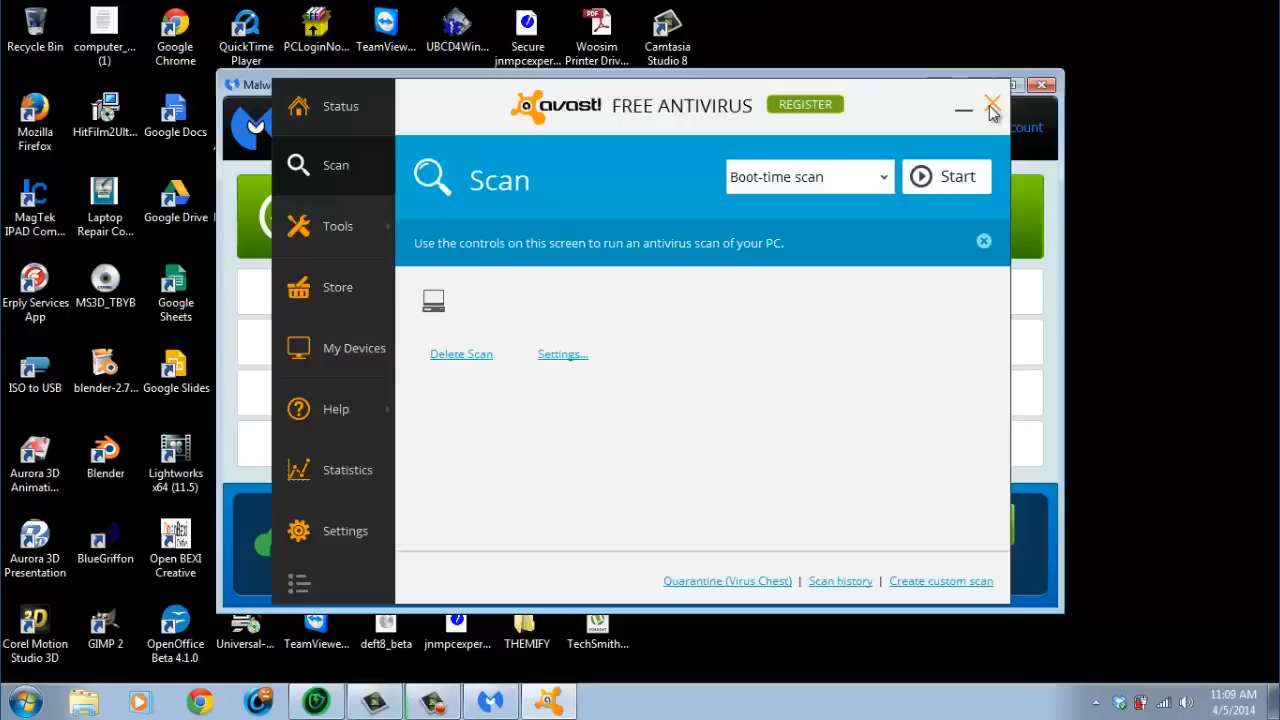 Recycle Bin
computer_...
(1)
Google
Chrome
QuickTime
Player
PCLoginNo...
TeamView...
UBCD4Win...
Secure
jnmpcexper...
PDF
Woosim
Printer Driv...
Camtasia
Studio 8
Mozilla
Firefox
HitFilm2Ult...
Google Docs
MagTek
IPAD Com...
Laptop
Repair Co...
Google Drive
Erply Services
App
MS3D_TBYB
Google
Sheets
ISO to USB
blender-2.7...
Google Slides
Aurora 3D
Animati...
Blender
Lightworks
x64 (11.5)
Aurora 3D
Presentation
BlueGriffon
Open BEXI
Creative
Corel Motion
Studio 3D
GIMP 2
OpenOffice
Beta 4.1.0
Universal-...
TeamViewe...
deft8_beta
jnmpcexper...
THEMIFY
TechSmith...
Malw
ount
Status
Scan
Tools
Store
My Devices
Help
Statistics
Settings
avast! FREE ANTIVIRUS REGISTER
Scan
Boot-time scan
Start
Use the controls on this screen to run an antivirus scan of your PC.
Delete Scan
Settings...
Quarantine (Virus Chest) | Scan history | Create custom scan
11:09 AM
4/5/2014